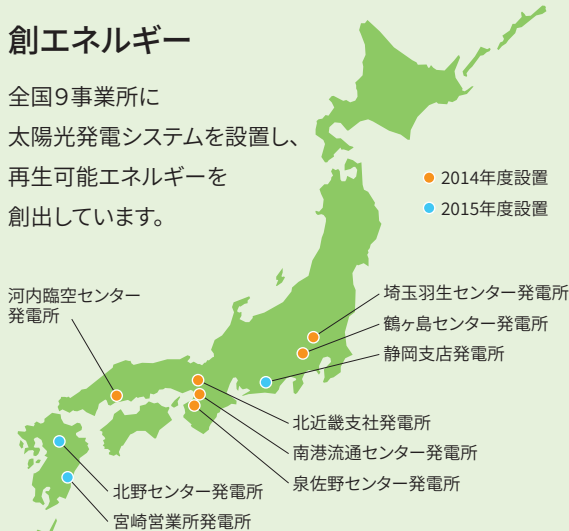 創エネルギー
全国9事業所に
太陽光発電システムを設置し、
再生可能エネルギーを
創出しています。
2014年度設置
2015年度設置
河内臨空センター
発電所
埼玉羽生センター発電所
鶴ヶ島センター発電所
静岡支店発電所
北近畿支社発電所
南港流通センター発電所
泉佐野センター発電所
北野センター発電所
宮崎営業所発電所